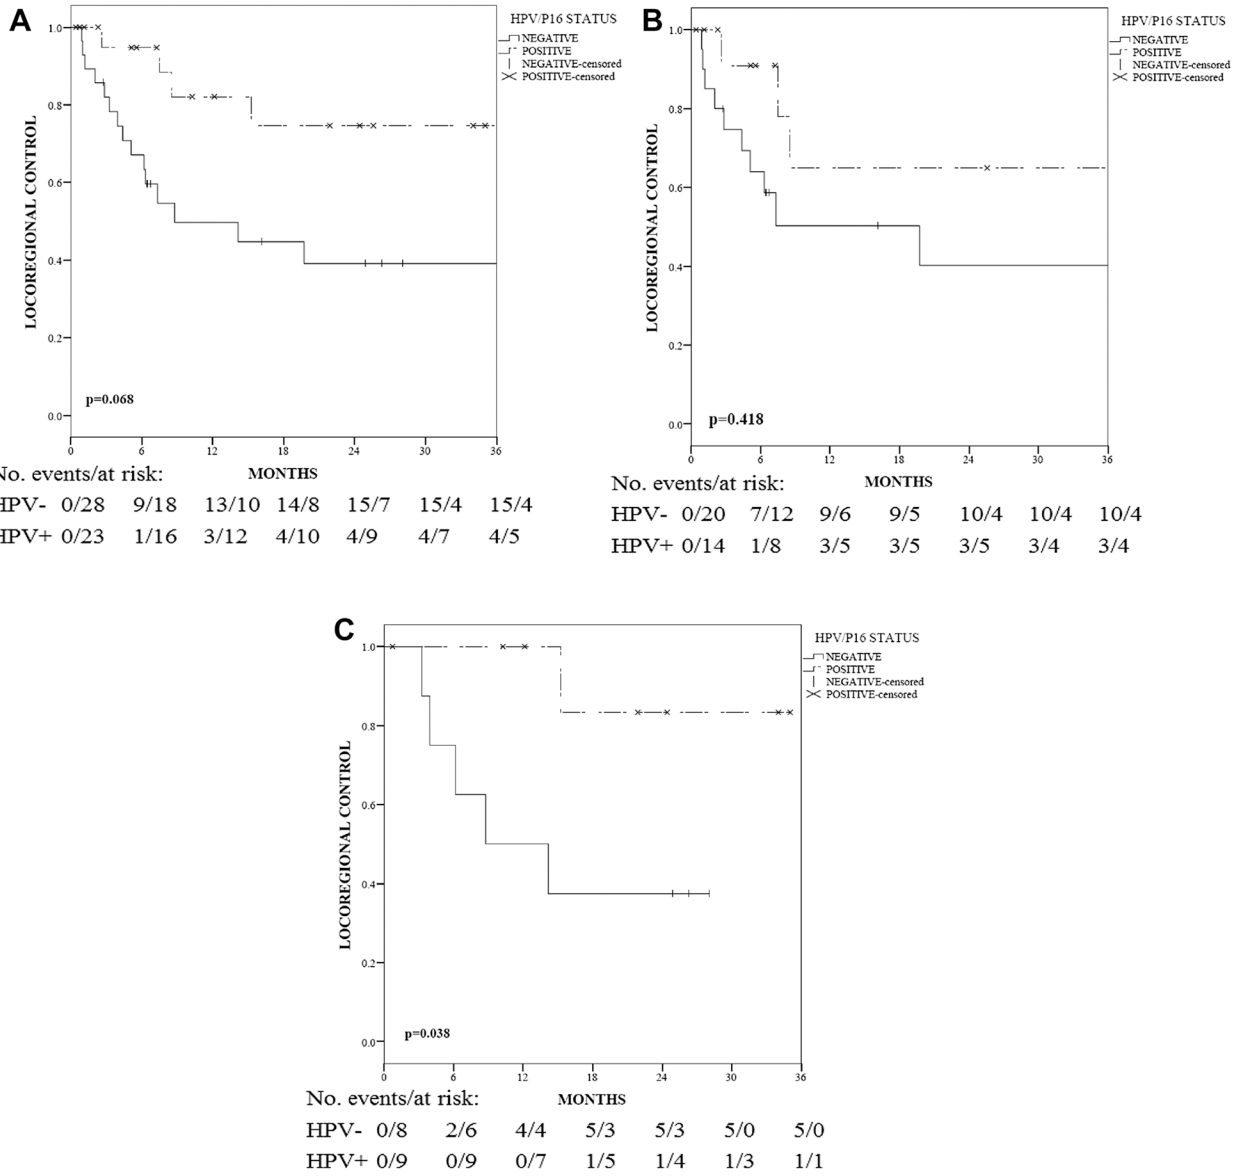 A
HPV/P16 STATUS
NEGATIVE
POSITIVE
NEGATIVE-censored
POSITIVE-censored
LOCOREGIONAL CONTROL
1.0
0.8
0.6
0.4
0.2
0.0
p=0.068
0 6 12 18 24 30 36
MONTHS
No. events/at risk:
HPV- 0/28 9/18 13/10 14/8 15/7 15/4 15/4
HPV+ 0/23 1/16 3/12 4/10 4/9 4/7 4/5
B
HPV/P16 STATUS
NEGATIVE
POSITIVE
NEGATIVE-censored
POSITIVE-censored
LOCOREGIONAL CONTROL
1.0
0.8
0.6
0.4
0.2
0.0
p=0.418
0 6 12 18 24 30 36
MONTHS
No. events/at risk:
HPV- 0/20 7/12 9/6 9/5 10/4 10/4 10/4
HPV+ 0/14 1/8 3/5 3/5 3/5 3/4 3/4
C
HPV/P16 STATUS
NEGATIVE
POSITIVE
NEGATIVE-censored
POSITIVE-censored
LOCOREGIONAL CONTROL
1.0
0.8
0.6
0.4
0.2
0.0
p=0.038
0 6 12 18 24 30 36
MONTHS
No. events/at risk:
HPV- 0/8 2/6 4/4 5/3 5/3 5/0 5/0
HPV+ 0/9 0/9 0/7 1/5 1/4 1/3 1/1